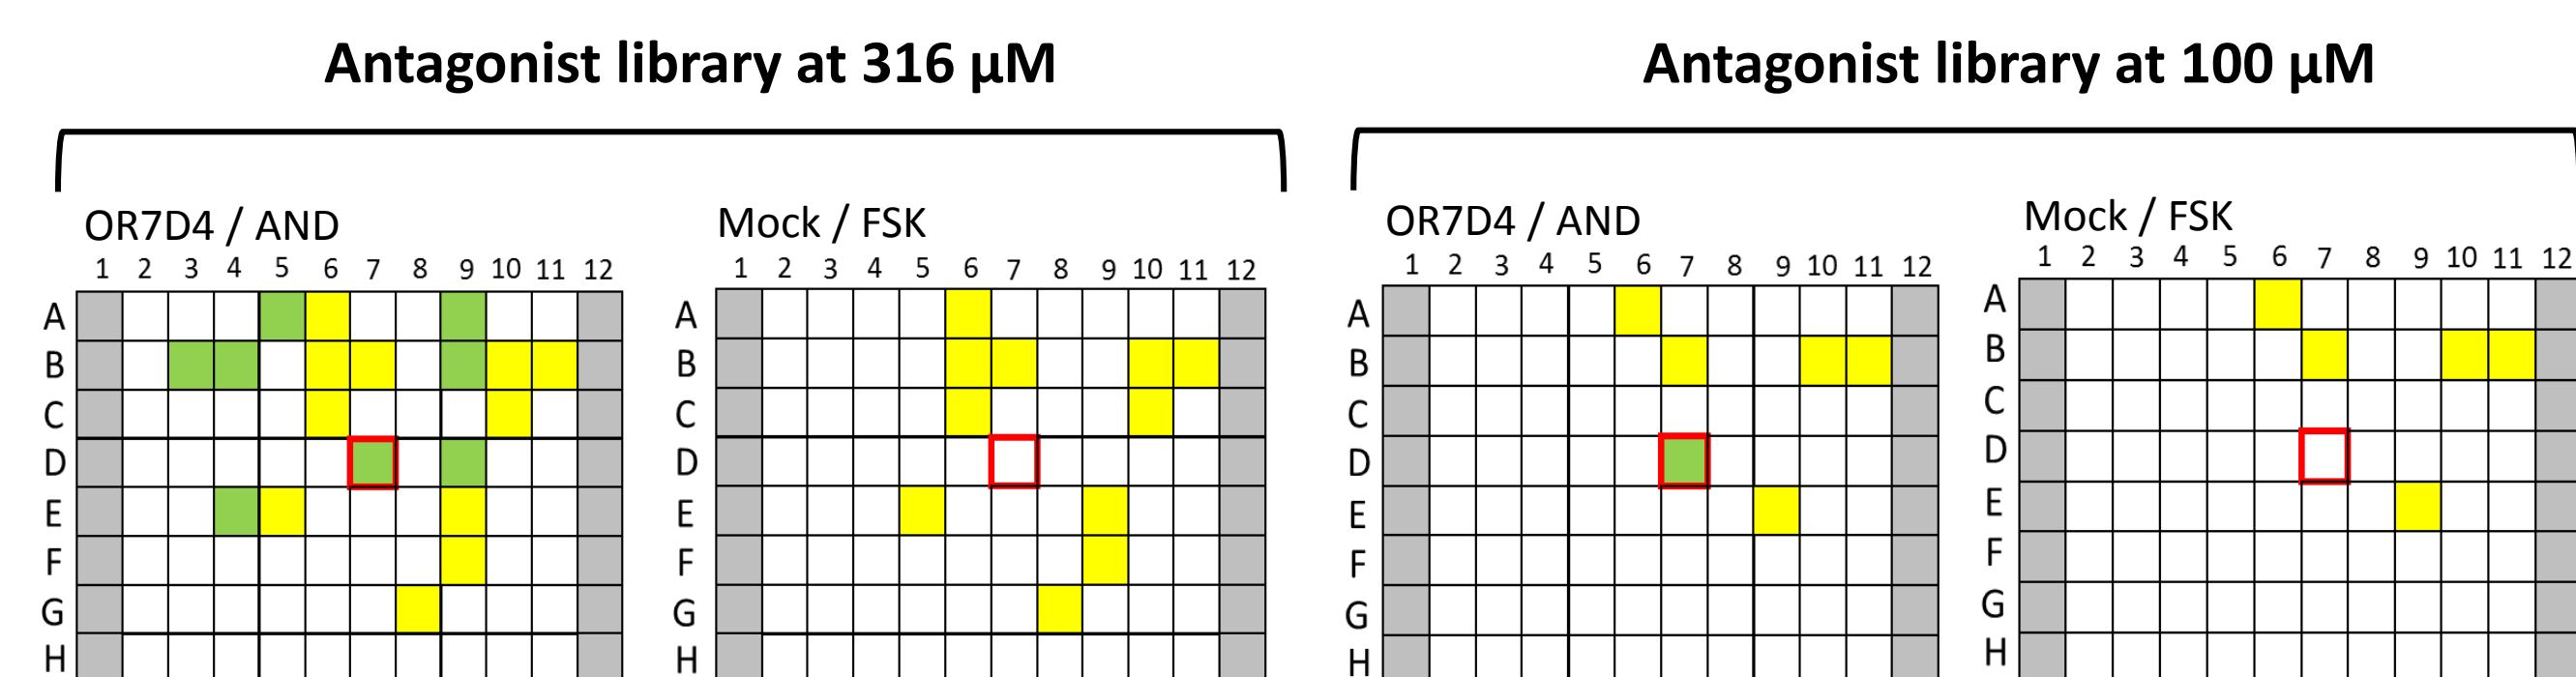 Antagonist library at 316 µM
Antagonist library at 100 µM
OR7D4 / AND
Mock / FSK
OR7D4 / AND
Mock / FSK
1 2 3 4 5 6 7 8 9 10 11 12
1 2 3 4 5 6 7 8 9 10 11 12
1 2 3 4 5 6 7 8 9 10 11 12
1 2 3 4 5 6 7 8 9 10 11 12
A A A A
B B B B
C C C C
D D D D
E E E E
F F F F
G G G G
H H H H